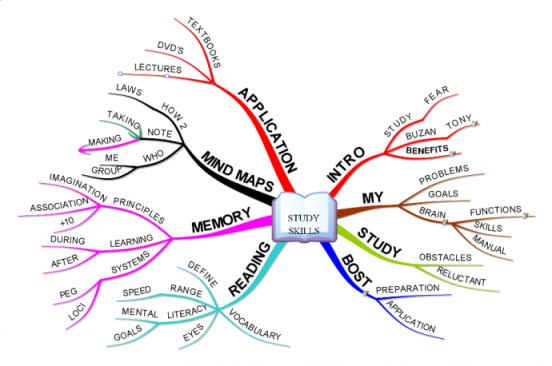 STUDY
SKILLS
INTRO
STUDY
FEAR
BUZAN
TONY
BENEFITS
MY
PROBLEMS
GOALS
BRAIN
FUNCTIONS
SKILLS
MANUAL
STUDY
OBSTACLES
RELUCTANT
BOST
PREPARATION
APPLICATION
READING
DEFINE
RANGE
SPEED
LITERACY
MENTAL
GOALS
EYES
VOCABULARY
MEMORY
PRINCIPLES
IMAGINATION
ASSOCIATION
+10
LEARNING
DURING
AFTER
SYSTEMS
PEG
LOCI
MIND MAPS
HOW 2
LAWS
NOTE
TAKING
MAKING
WHO
ME
GROUP
APPLICATION
TEXTBOOKS
DVD'S
LECTURES